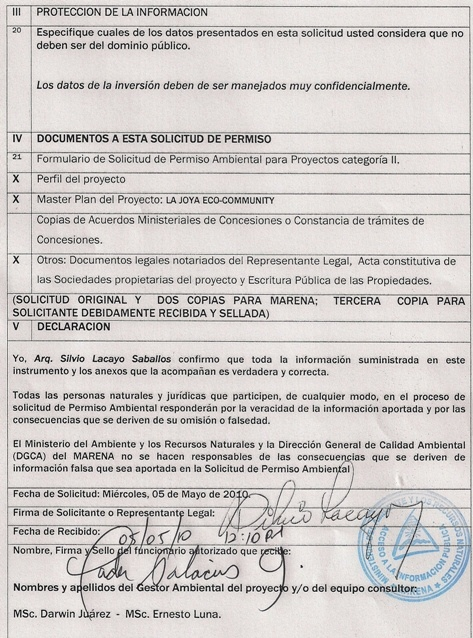 III PROTECCION DE LA INFORMACION
20 Especifique cuales de los datos presentados en esta solicitud usted considera que no
deben ser del dominio público.
Los datos de la inversión deben de ser manejados muy confidencialmente.
IV DOCUMENTOS A ESTA SOLICITUD DE PERMISO
21 Formulario de Solicitud de Permiso Ambiental para Proyectos categoría II.
X Perfil del proyecto
X Master Plan del Proyecto: LA JOYA ECO-COMMUNITY
Copias de Acuerdos Ministeriales de Concesiones o Constancia de trámites de
Concesiones.
X Otros: Documentos legales notariados del Representante Legal, Acta constitutiva de
las Sociedades propietarias del proyecto y Escritura Pública de las Propiedades.
(SOLICITUD ORIGINAL Y DOS COPIAS PARA MARENA; TERCERA COPIA PARA
SOLICITANTE DEBIDAMENTE RECIBIDA Y SELLADA)
V DECLARACION
Yo, Arq. Silvio Lacayo Saballos confirmo que toda la información suministrada en este
instrumento y los anexos que la acompañan es verdadera y correcta.
Todas las personas naturales y jurídicas que participen, de cualquier modo, en el proceso de
solicitud de Permiso Ambiental responderán por la veracidad de la información aportada y por las
consecuencias que se deriven de su omisión o falsedad.
El Ministerio del Ambiente y los Recursos Naturales y la Dirección General de Calidad Ambiental
(DGCA) del MARENA no se hacen responsables de las consecuencias que se deriven de
información falsa que sea aportada en la Solicitud de Permiso Ambiental
Fecha de Solicitud: Miércoles, 05 de Mayo de 2010
Firma de Solicitante o Representante Legal: Silvio Lacayo
Fecha de Recibido: 05/05/10 12:10 PM
Nombre, Firma y Sello del funcionario autorizado que recibe:
Nombres y apellidos del Gestor Ambiental del proyecto y/o del equipo consultor:
MSc. Darwin Juárez - MSc. Ernesto Luna.
ACCESO A LA INFORMACION PUBLICA
MARENA